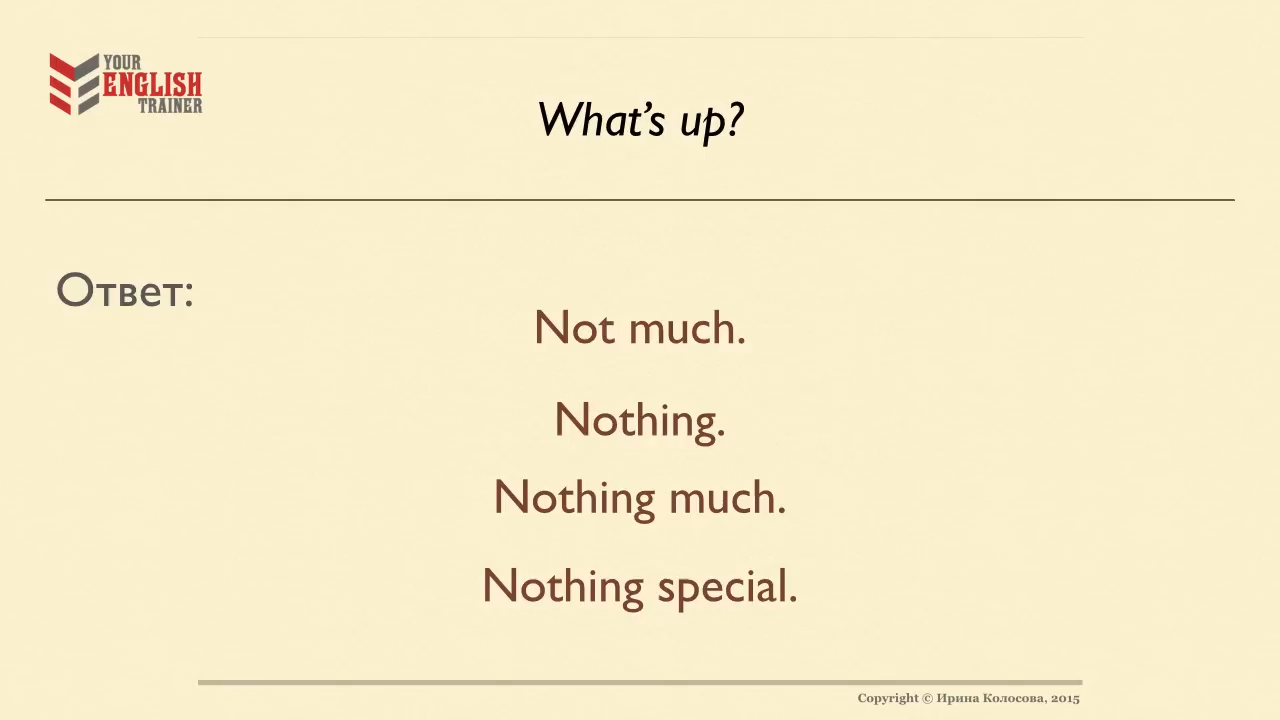 YOUR
ENGLISH
TRAINER
What’s up?
Ответ:
Not much.
Nothing.
Nothing much.
Nothing special.
Copyright © Ирина Колосова, 2015